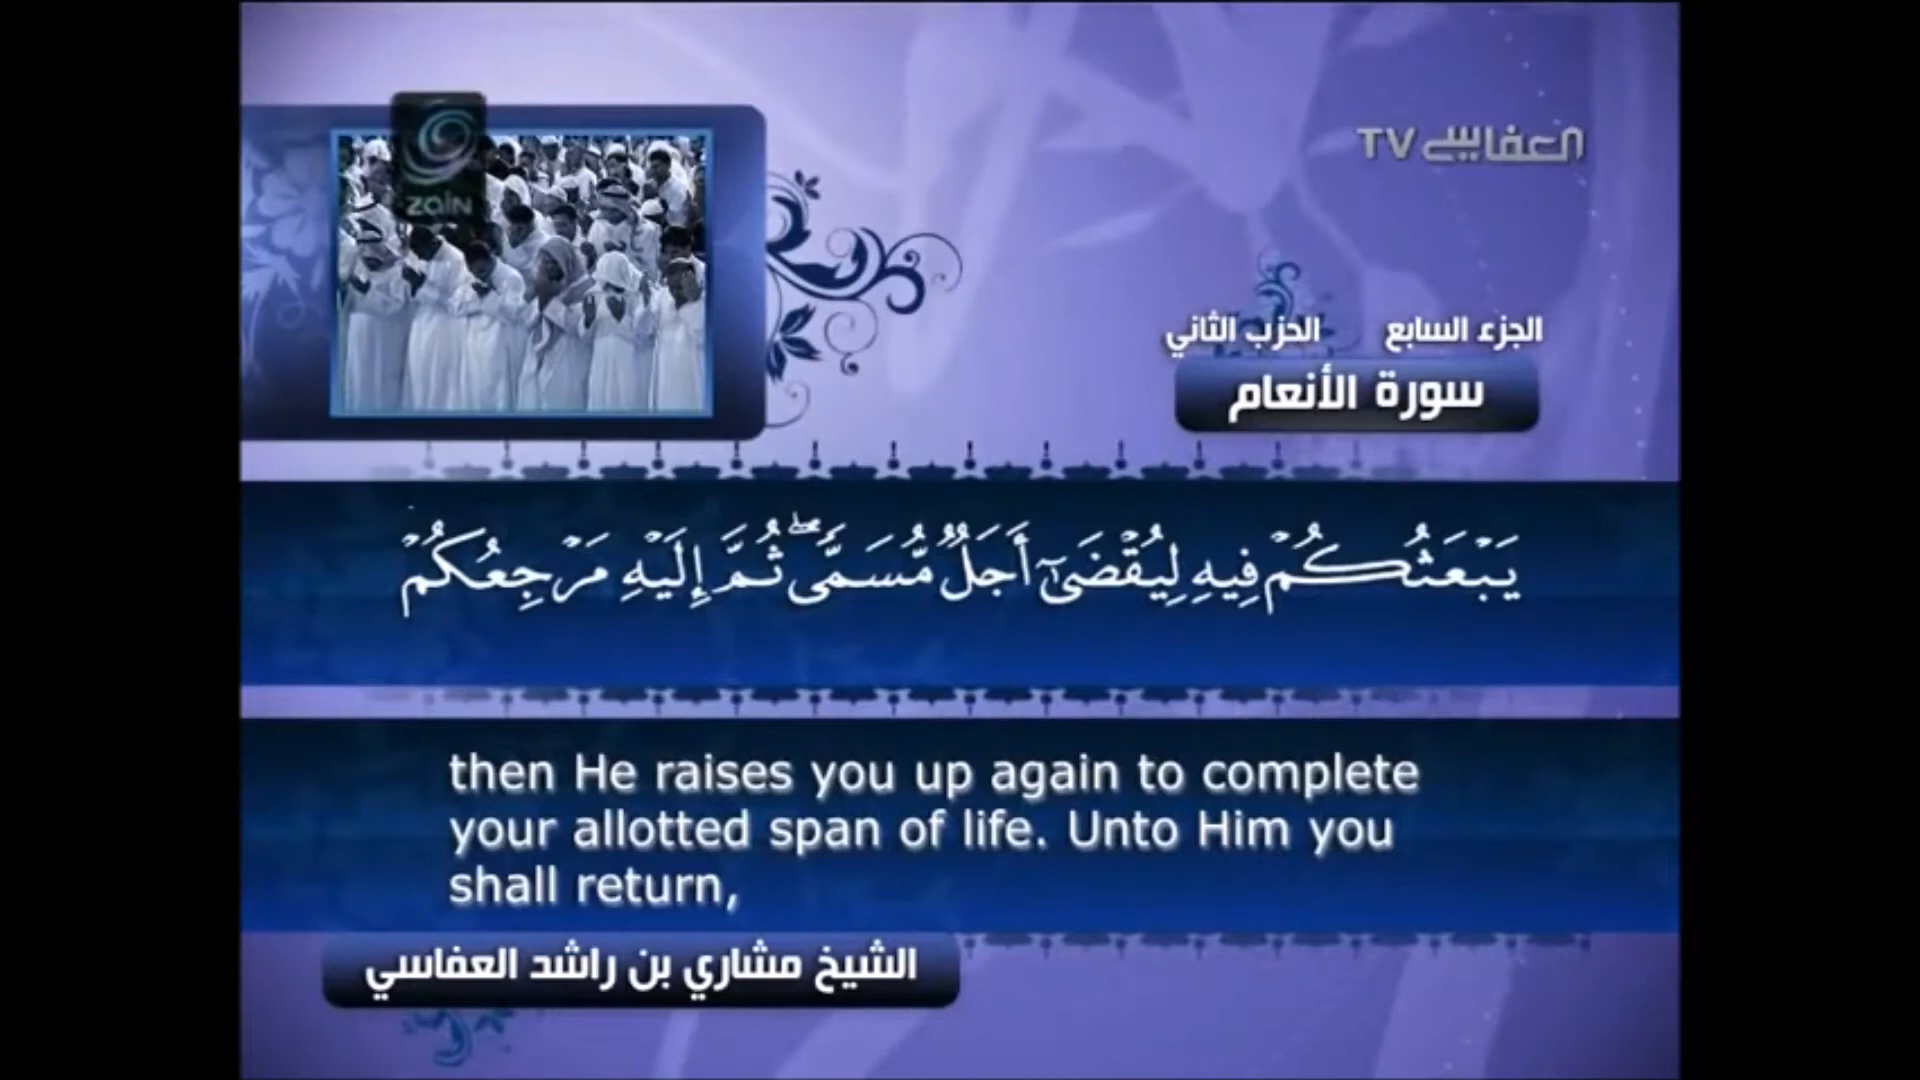 zain
العفاسي TV
الجزء السابع الحزب الثاني
سورة الأنعام
يَبْعَثُكُمْ فِيهِ لِيُقْضَىٰٓ أَجَلٌ مُّسَمًّى ۖ ثُمَّ إِلَيْهِ مَرْجِعُكُمْ
then He raises you up again to complete
your allotted span of life. Unto Him you
shall return,
الشيخ مشاري بن راشد العفاسي